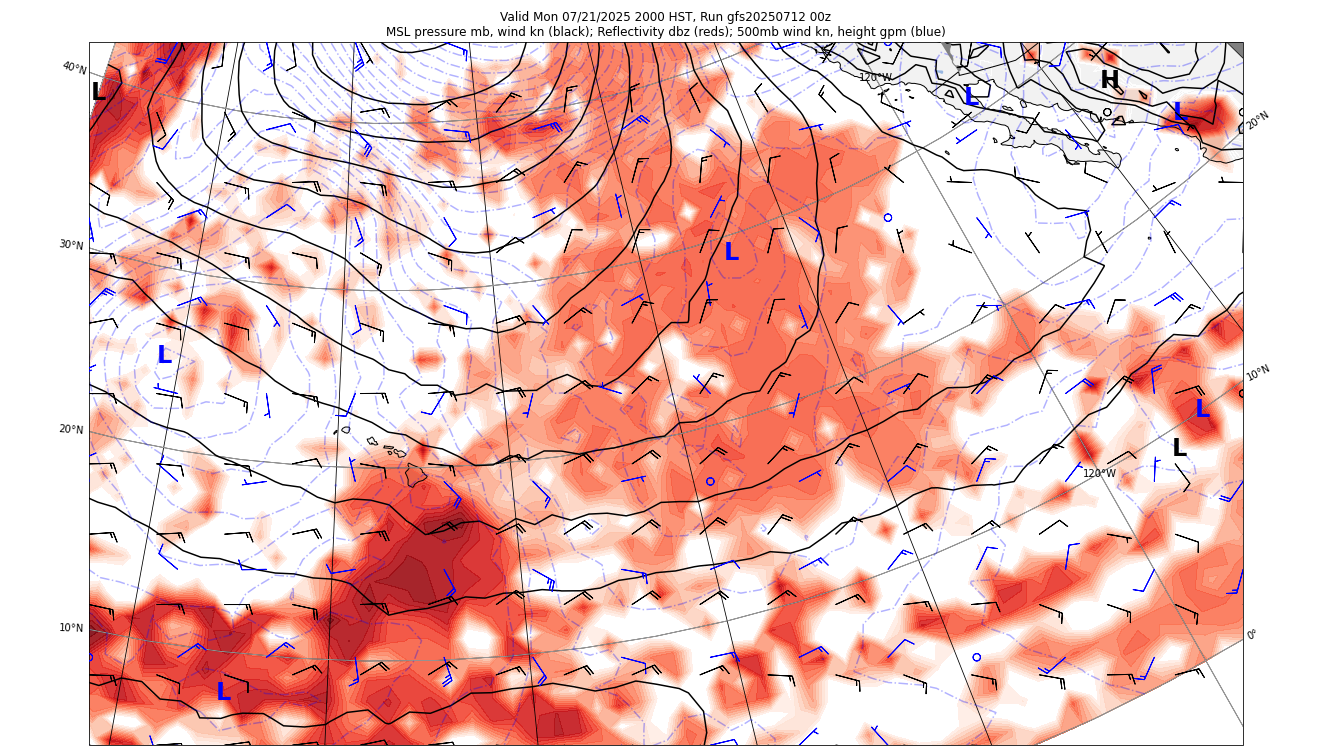 Valid Mon 07/21/2025 2000 HST, Run gfs20250712 00z
MSL pressure mb, wind kn (black); Reflectivity dbz (reds); 500mb wind kn, height gpm (blue)
40°N
L
120°W
L
H
L
20°N
30°N
L
L
10°N
20°N
L
L
120°W
10°N
0°
L